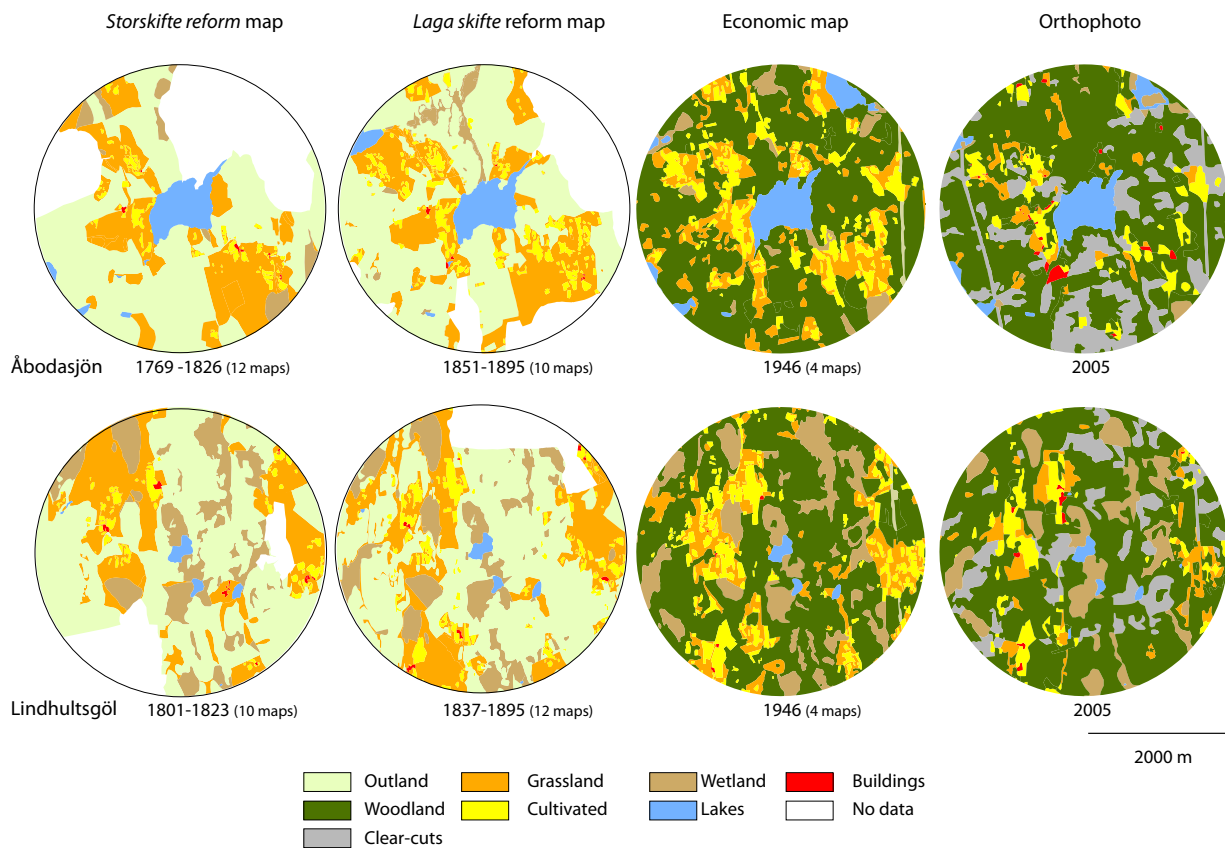 Storskifte reform map
Laga skifte reform map
Economic map
Orthophoto
Åbodasjön
1769 -1826 (12 maps)
1851-1895 (10 maps)
1946 (4 maps)
2005
Lindhultsgöl
1801-1823 (10 maps)
1837-1895 (12 maps)
1946 (4 maps)
2005
2000 m
Outland
Grassland
Wetland
Buildings
Woodland
Cultivated
Lakes
No data
Clear-cuts